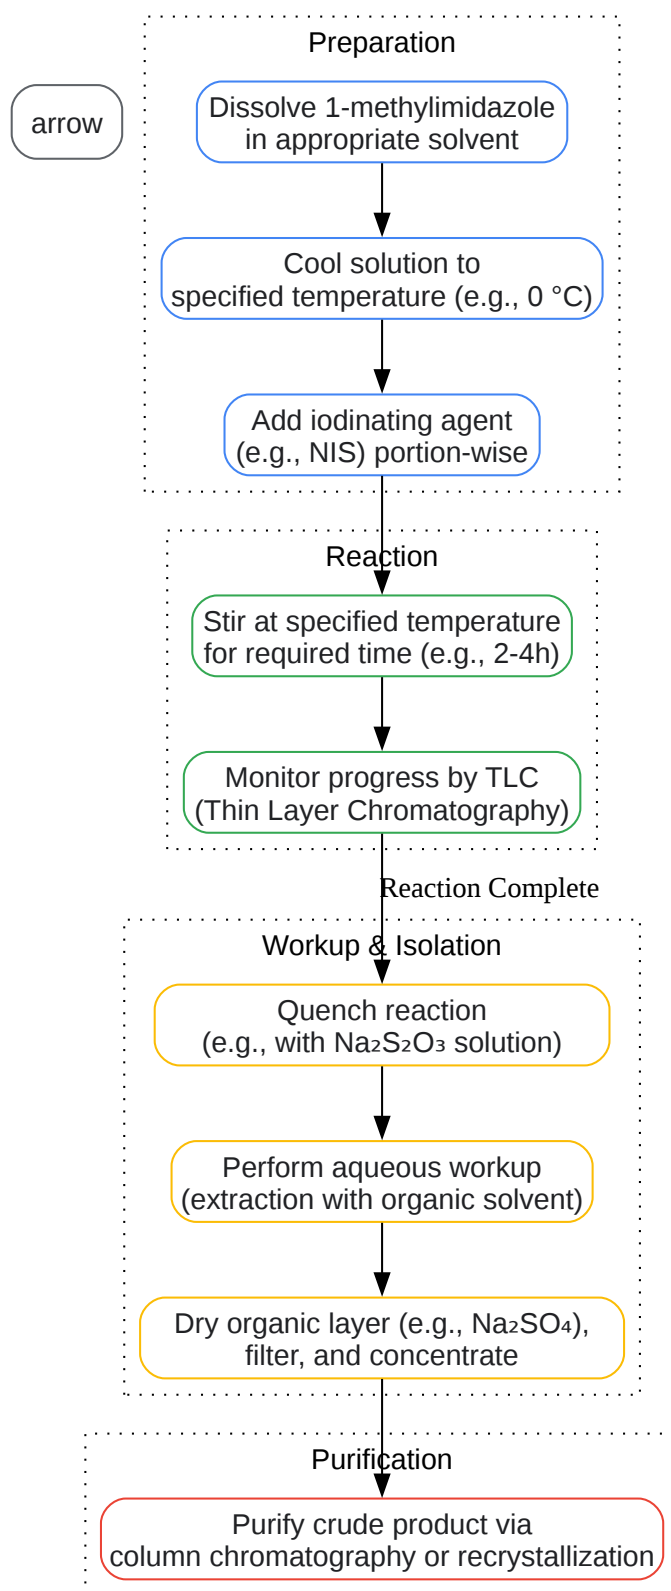 Preparation
arrow
Dissolve 1-methylimidazole
in appropriate solvent
Cool solution to
specified temperature (e.g., 0 °C)
Add iodinating agent
(e.g., NIS) portion-wise
Reaction
Stir at specified temperature
for required time (e.g., 2-4h)
Monitor progress by TLC
(Thin Layer Chromatography)
Reaction Complete
Workup & Isolation
Quench reaction
(e.g., with Na₂S₂O₃ solution)
Perform aqueous workup
(extraction with organic solvent)
Dry organic layer (e.g., Na₂SO₄),
filter, and concentrate
Purification
Purify crude product via
column chromatography or recrystallization